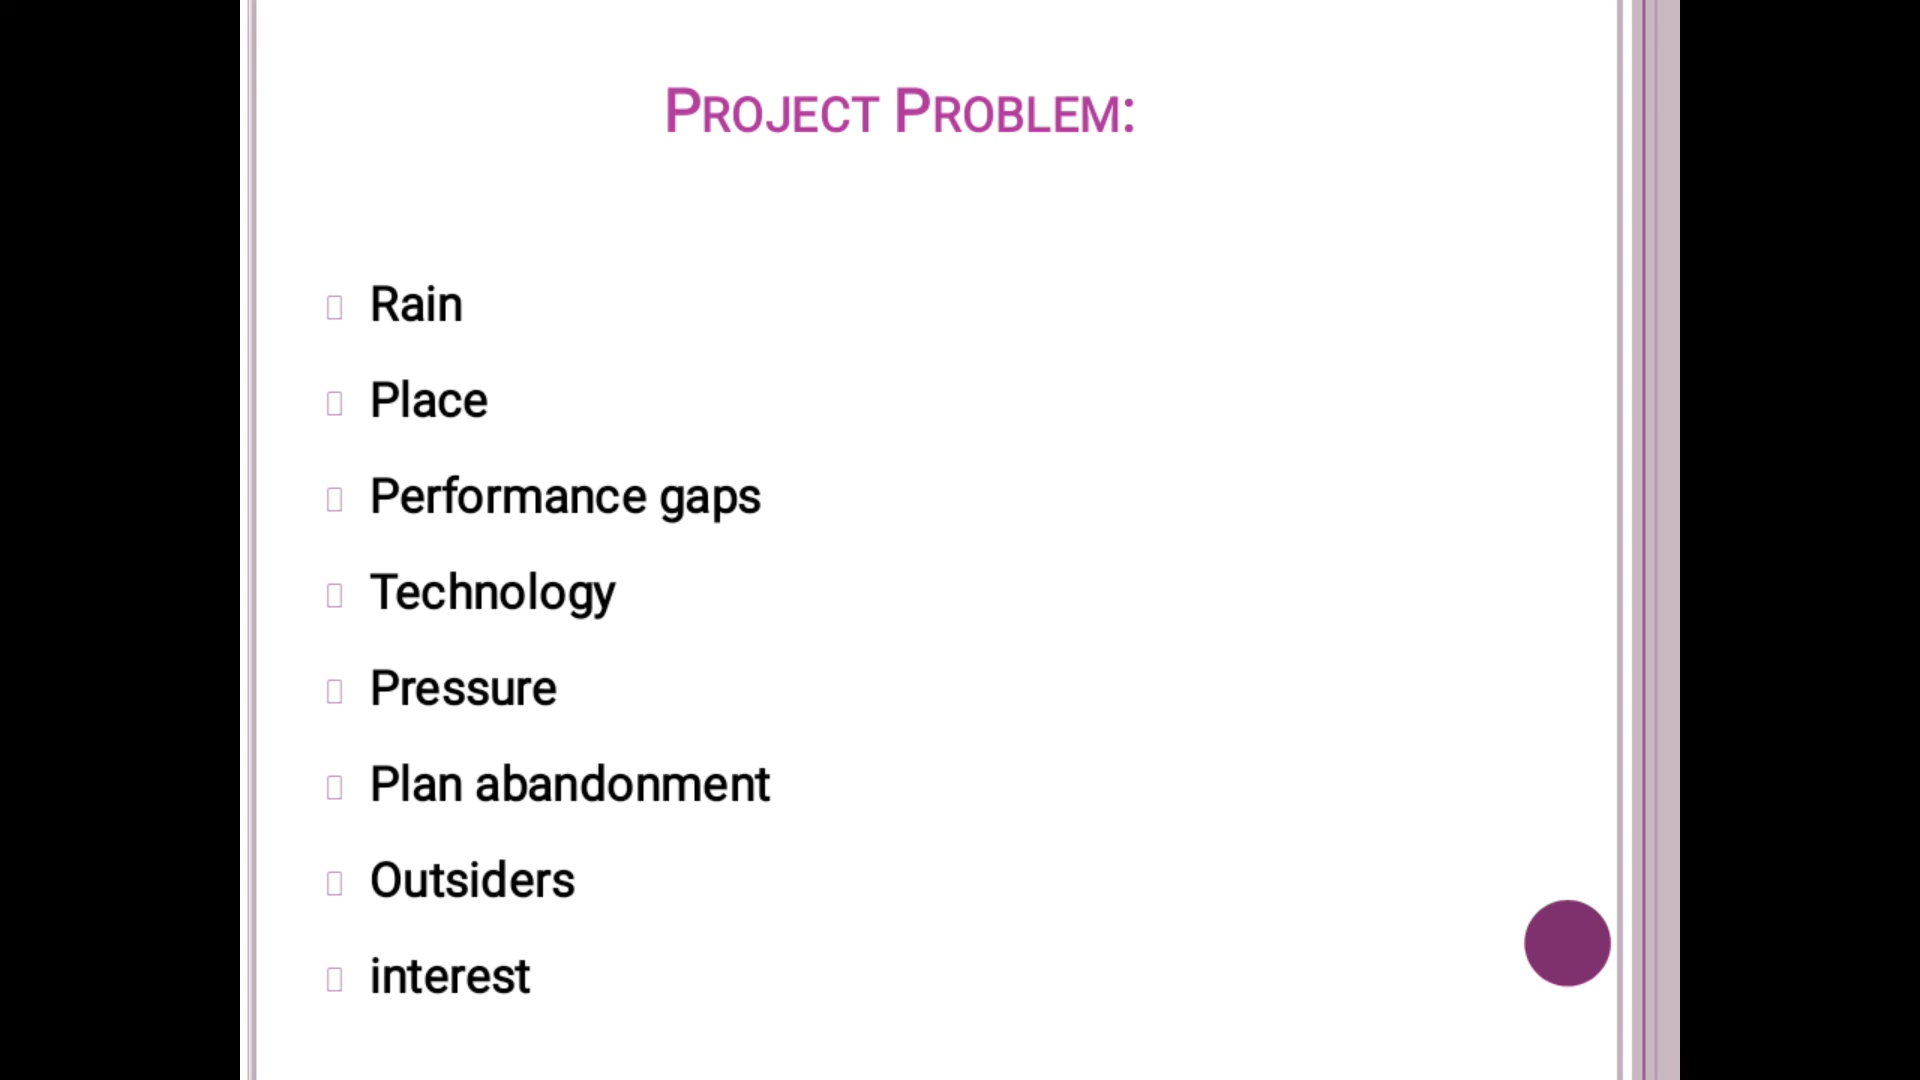 PROJECT PROBLEM:
Rain
Place
Performance gaps
Technology
Pressure
Plan abandonment
Outsiders
interest